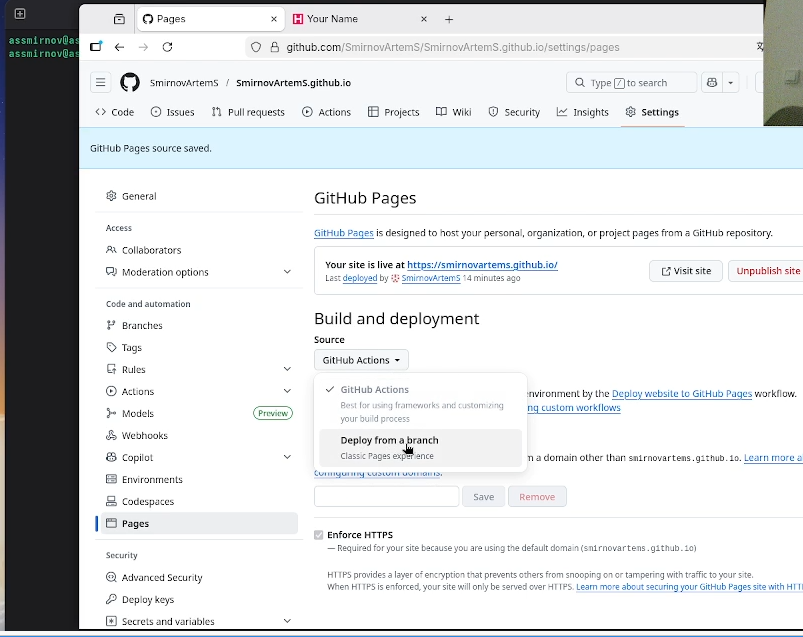 Pages
Your Name
assmirnov@as
assmirnov@as
github.com/SmirnovArtemS/SmirnovArtemS.github.io/settings/pages
SmirnovArtemS / SmirnovArtemS.github.io
Type / to search
Code Issues Pull requests Actions Projects Wiki Security Insights Settings
GitHub Pages source saved.
General
Access
Collaborators
Moderation options
Code and automation
Branches
Tags
Rules
Actions
Models Preview
Webhooks
Copilot
Environments
Codespaces
Pages
Security
Advanced Security
Deploy keys
Secrets and variables
GitHub Pages
GitHub Pages is designed to host your personal, organization, or project pages from a GitHub repository.
Your site is live at https://smirnovartems.github.io/
Last deployed by SmirnovArtemS 14 minutes ago
Visit site
Unpublish site
Build and deployment
Source
GitHub Actions
GitHub Actions
Best for using frameworks and customizing
your build process
Deploy from a branch
Classic Pages experience
nvironment by the Deploy website to GitHub Pages workflow.
ng custom workflows
m a domain other than smirnovartems.github.io. Learn more a
configuring custom domains.
Save
Remove
Enforce HTTPS
— Required for your site because you are using the default domain (smirnovartems.github.io)
HTTPS provides a layer of encryption that prevents others from snooping on or tampering with traffic to your site.
When HTTPS is enforced, your site will only be served over HTTPS. Learn more about securing your GitHub Pages site with HTT